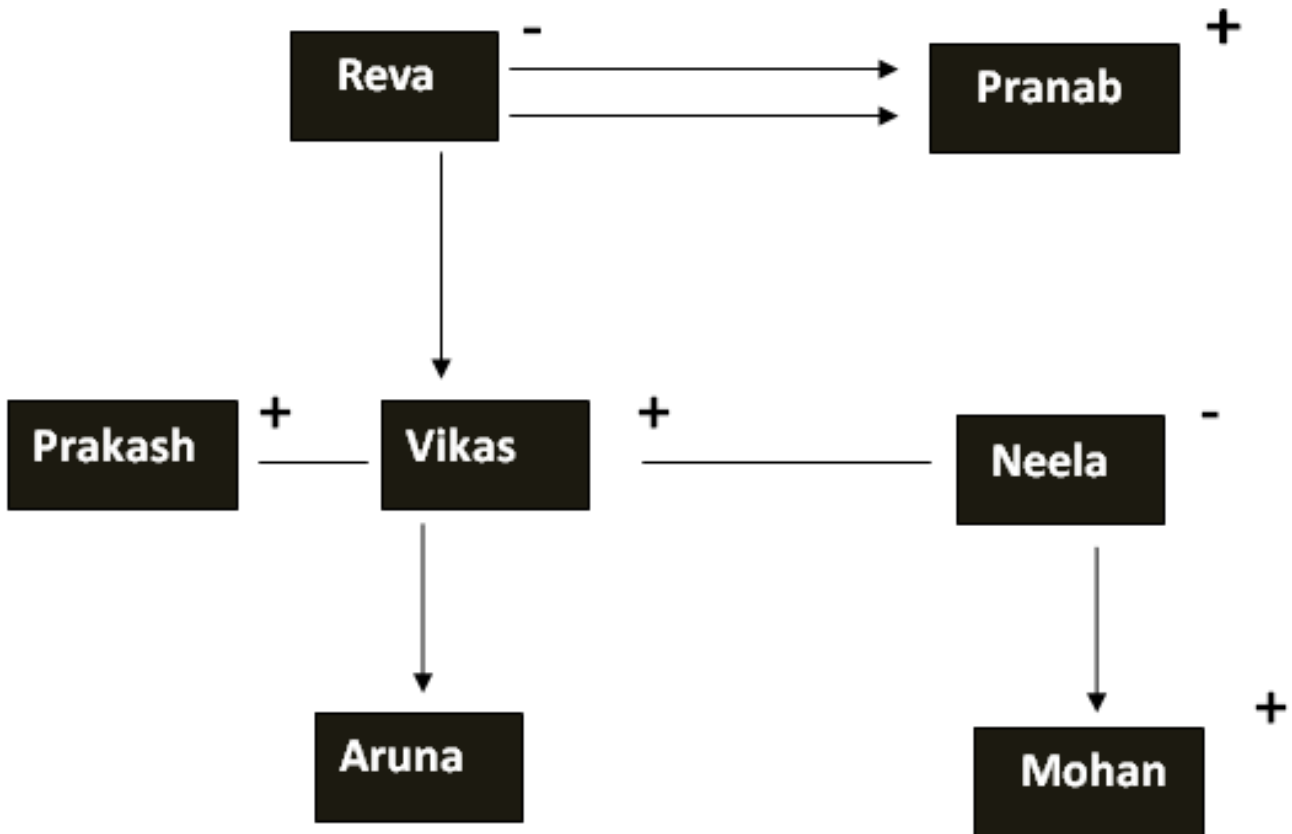 Reva -
Pranab +
Prakash +
Vikas +
Neela -
Aruna
Mohan +